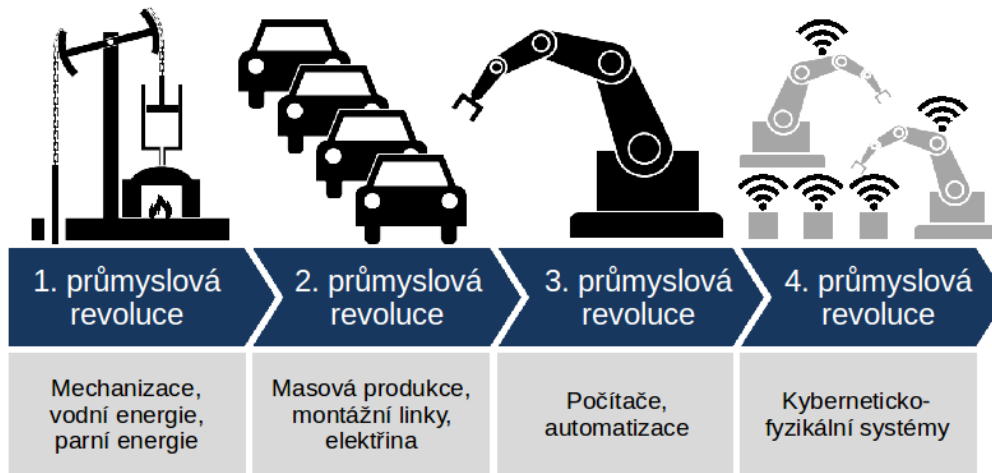 1. průmyslová
revoluce
2. průmyslová
revoluce
3. průmyslová
revoluce
4. průmyslová
revoluce
Mechanizace,
vodní energie,
parní energie
Masová produkce,
montážní linky,
elektřina
Počítače,
automatizace
Kyberneticko-
fyzikální systémy